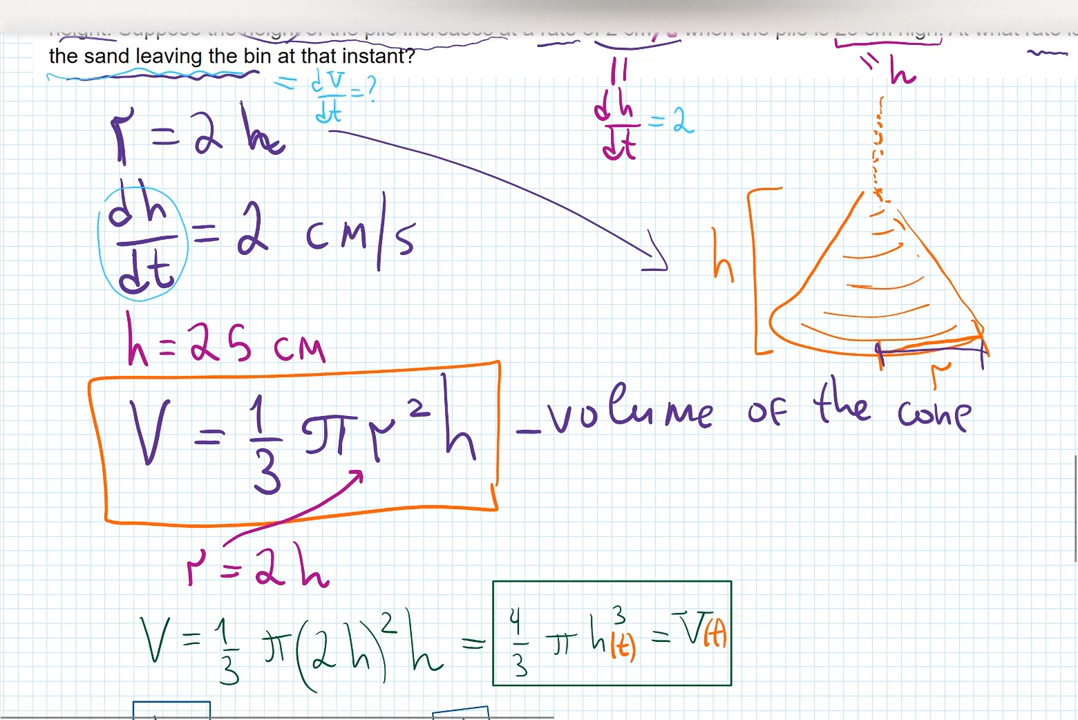 the sand leaving the bin at that instant?
= dV/dt = ?
= h
r = 2h
dh/dt = 2
dh/dt = 2 cm/s
h
h = 25 cm
r
V = 1/3 πr²h - volume of the cone
r = 2h
V = 1/3 π(2h)²h = 4/3 πh³(t) = V(t)